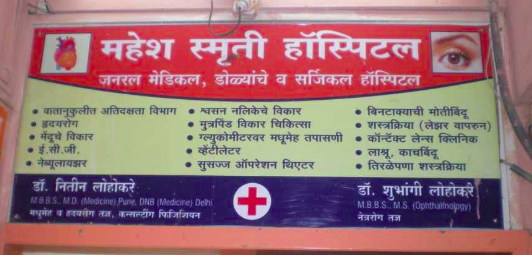 महेश स्मृती हॉस्पिटल
जनरल मेडिकल, डोळ्यांचे व सर्जिकल हॉस्पिटल
• वातानुकुलीत अतिदक्षता विभाग
• हृदयरोग
• मेंदूचे विकार
• ई.सी.जी.
• नेब्युलायझर
• श्वसन नलिकेचे विकार
• मुत्रपिंड विकार चिकित्सा
• ग्ल्युकोमीटरवर मधूमेह तपासणी
• व्हेंटीलेटर
• सुसज्ज ऑपरेशन थिएटर
• बिनटाक्याची मोतीबिंदू
• शस्त्रक्रिया (लेझर वापरुन)
• कॉन्टॅक्ट लेन्स क्लिनिक
• लाश्रू, काचबिंदू
• तिरळेपणा शस्त्रक्रिया
डॉ. नितीन लोहोकरे
M.B.B.S., M.D. (Medicine),Pune, DNB (Medicine) Delhi
मधूमेह व हृदयरोग तज्ञ, कन्सल्टींग फिजिशियन
डॉ. शुभांगी लोहोकरे
M.B.B.S., M.S. (Ophthalmology)
नेत्ररोग तज्ञ